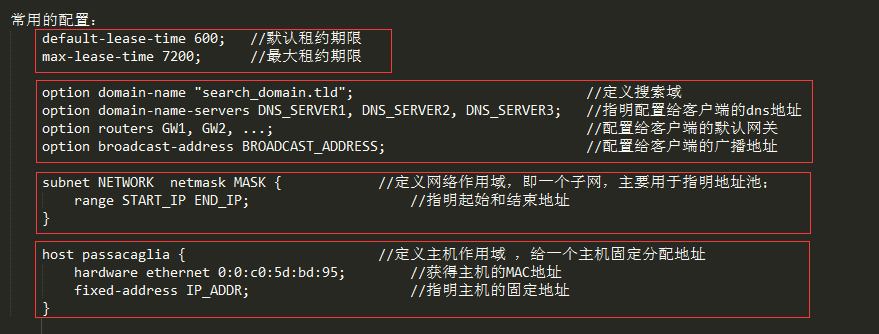 常用的配置：
default-lease-time 600;   //默认租约期限
max-lease-time 7200;      //最大租约期限
option domain-name "search_domain.tld";                             //定义搜索域
option domain-name-servers DNS_SERVER1, DNS_SERVER2, DNS_SERVER3;   //指明配置给客户端的dns地址
option routers GW1, GW2, ...;                                       //配置给客户端的默认网关
option broadcast-address BROADCAST_ADDRESS;                         //配置给客户端的广播地址
subnet NETWORK  netmask MASK {            //定义网络作用域，即一个子网，主要用于指明地址池；
range START_IP END_IP;                    //指明起始和结束地址
}
host passacaglia {                        //定义主机作用域 ，给一个主机固定分配地址
hardware ethernet 0:0:c0:5d:bd:95;        //获得主机的MAC地址
fixed-address IP_ADDR;                    //指明主机的固定地址
}